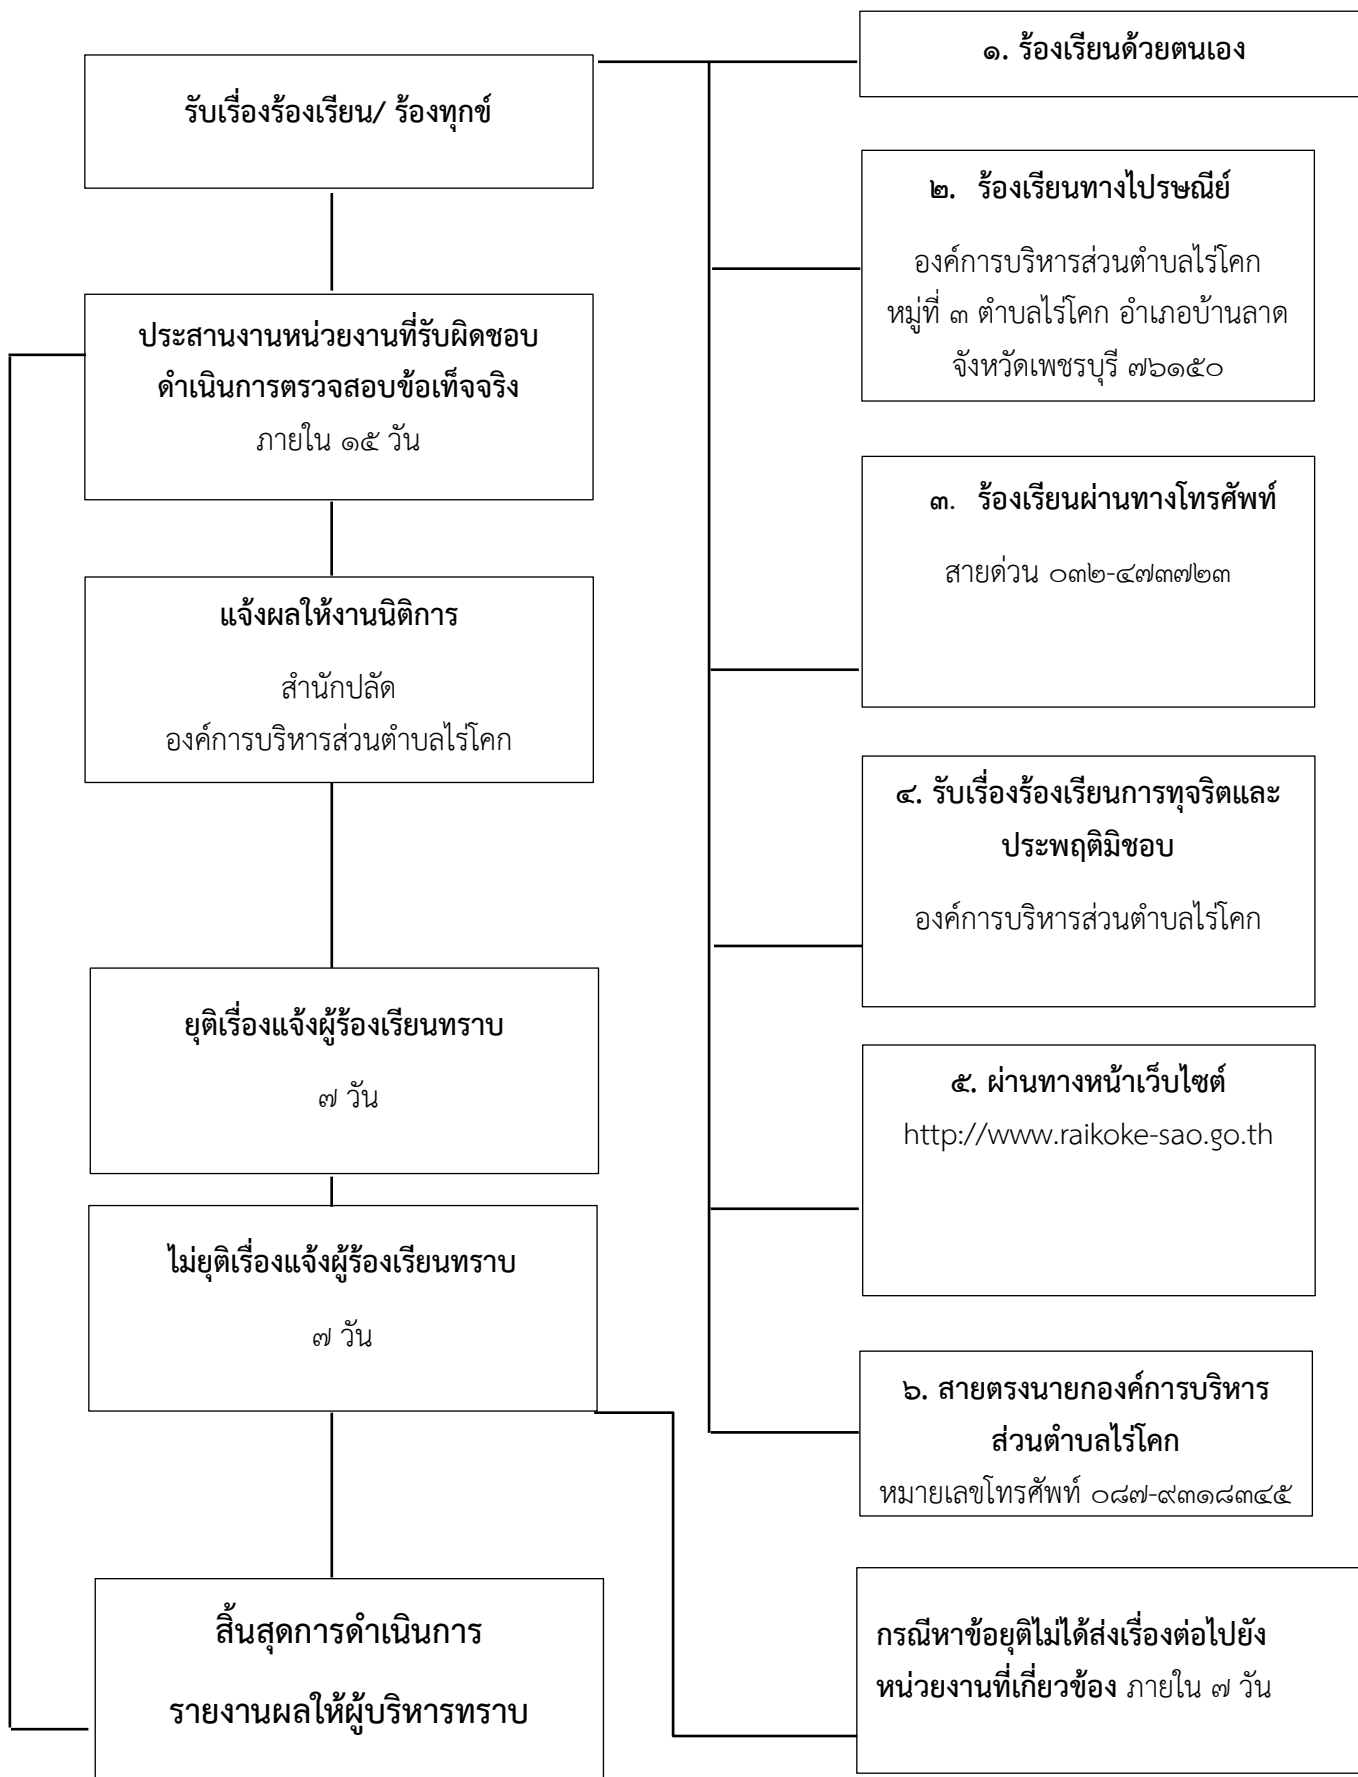 รับเรื่องร้องเรียน/ ร้องทุกข์
ประสานงานหน่วยงานที่รับผิดชอบ
ดำเนินการตรวจสอบข้อเท็จจริง
ภายใน ๑๕ วัน
แจ้งผลให้งานนิติการ
สำนักปลัด
องค์การบริหารส่วนตำบลไร่โคก
ยุติเรื่องแจ้งผู้ร้องเรียนทราบ
๗ วัน
ไม่ยุติเรื่องแจ้งผู้ร้องเรียนทราบ
๗ วัน
สิ้นสุดการดำเนินการ
รายงานผลให้ผู้บริหารทราบ
๑. ร้องเรียนด้วยตนเอง
๒. ร้องเรียนทางไปรษณีย์
องค์การบริหารส่วนตำบลไร่โคก
หมู่ที่ ๓ ตำบลไร่โคก อำเภอบ้านลาด
จังหวัดเพชรบุรี ๗๖๑๕๐
๓. ร้องเรียนผ่านทางโทรศัพท์
สายด่วน ๐๓๒-๔๗๓๗๒๓
๔. รับเรื่องร้องเรียนการทุจริตและ
ประพฤติมิชอบ
องค์การบริหารส่วนตำบลไร่โคก
๕. ผ่านทางหน้าเว็บไซต์
http://www.raikoke-sao.go.th
๖. สายตรงนายกองค์การบริหาร
ส่วนตำบลไร่โคก
หมายเลขโทรศัพท์ ๐๘๗-๙๓๑๘๓๔๕
กรณีหาข้อยุติไม่ได้ส่งเรื่องต่อไปยัง
หน่วยงานที่เกี่ยวข้อง ภายใน ๗ วัน